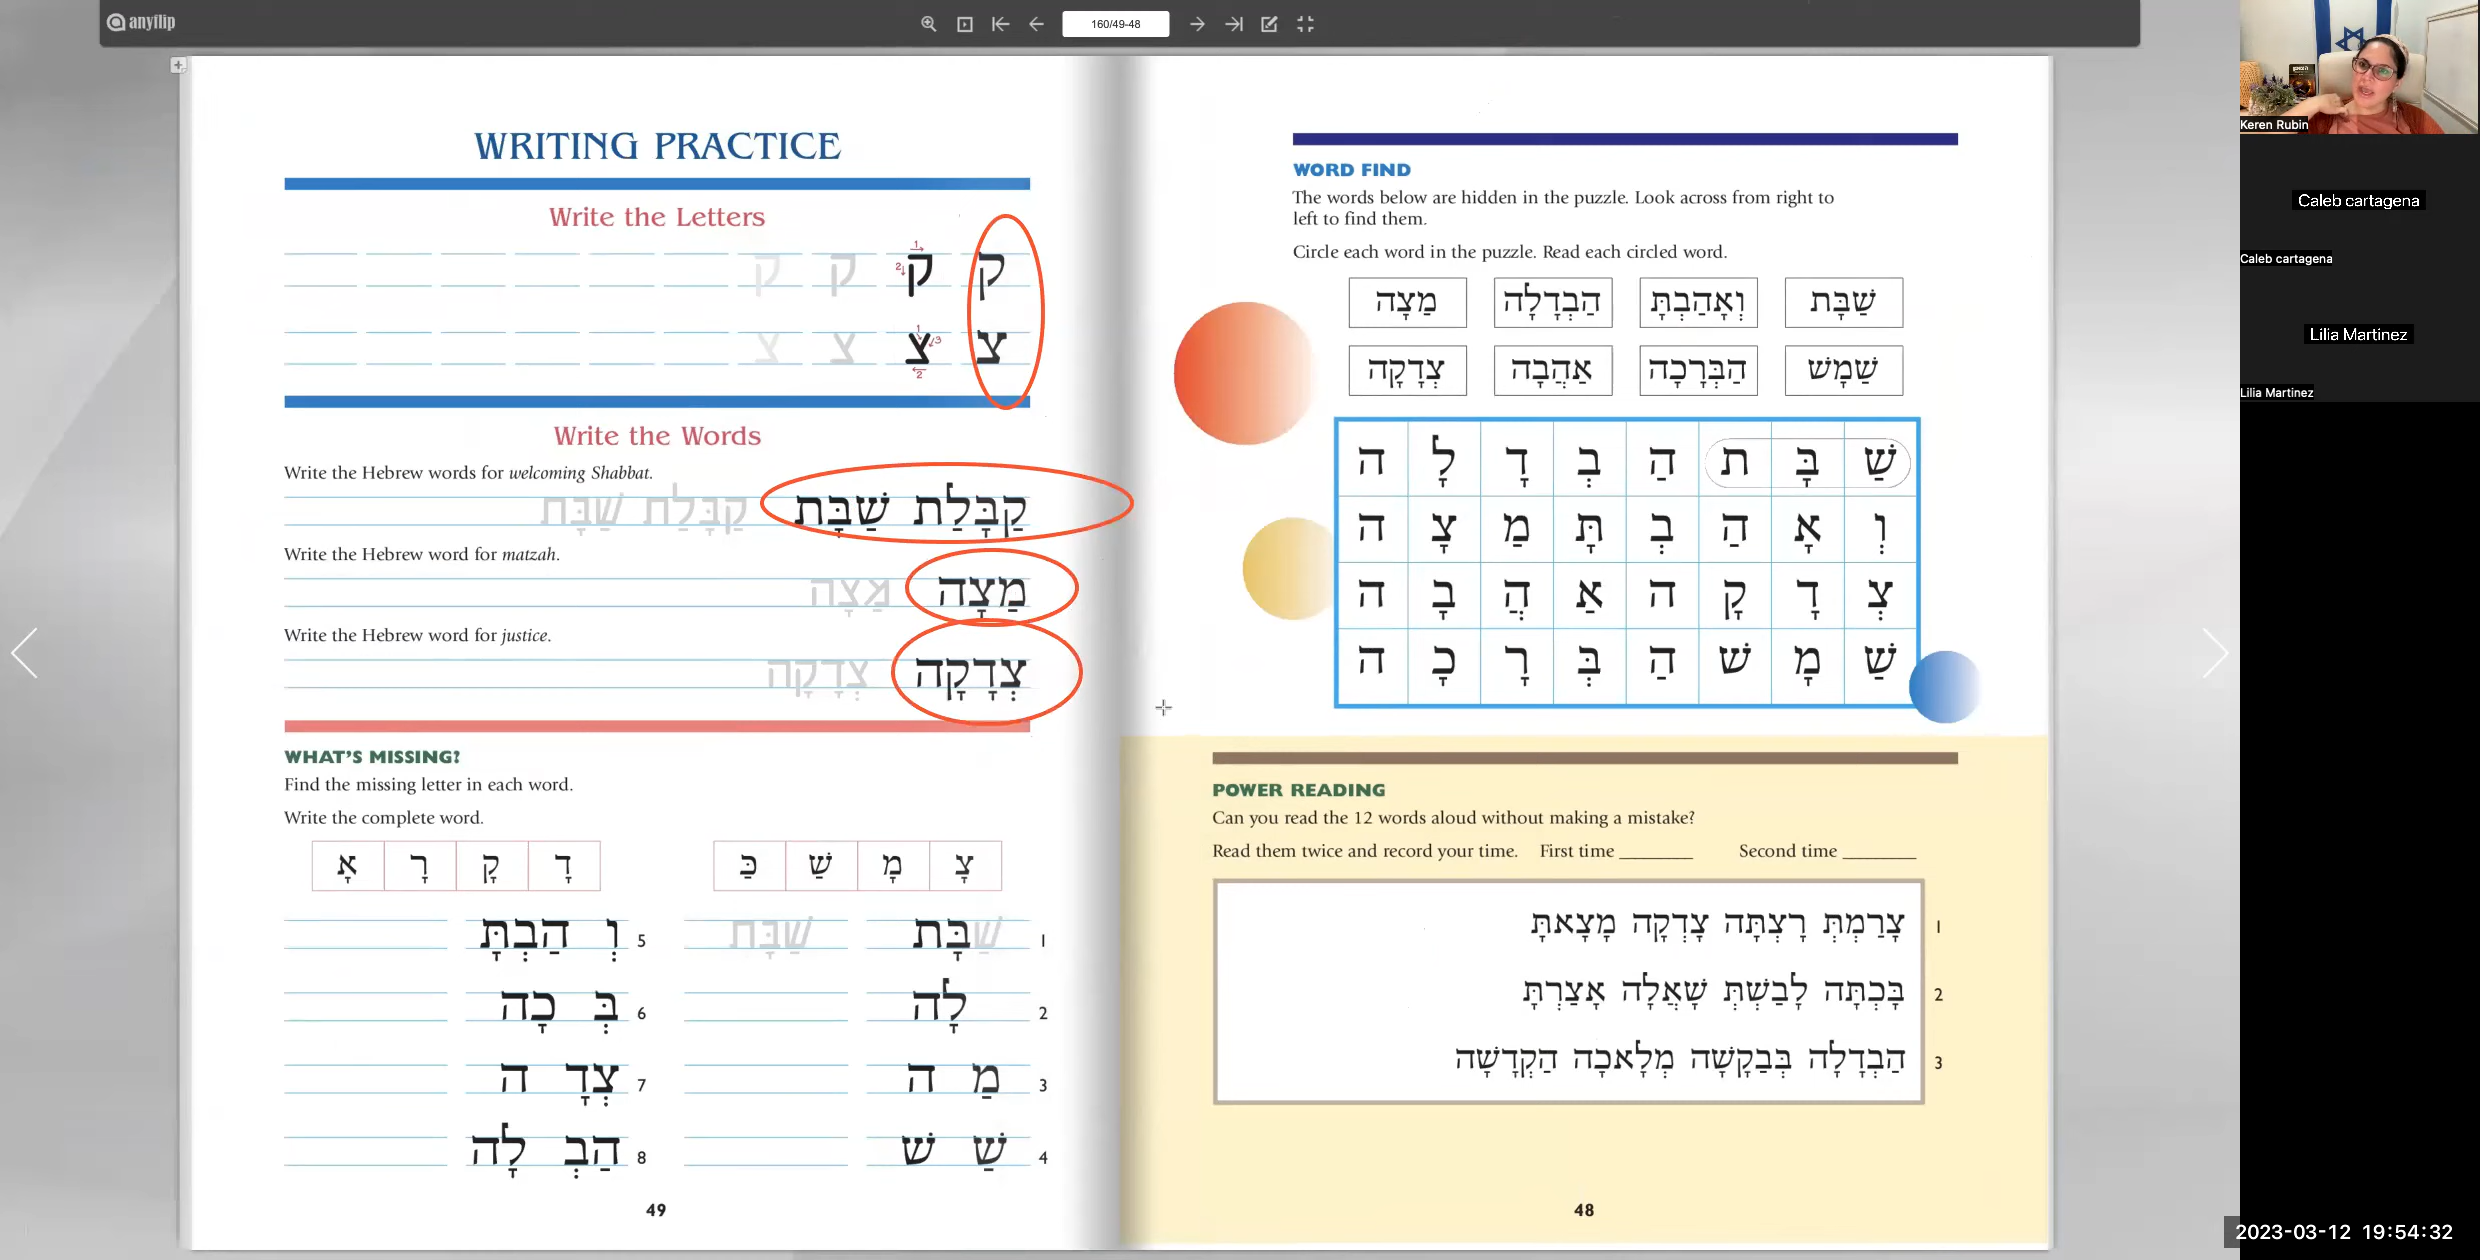 anyflip
160/49-48
WRITING PRACTICE
Write the Letters
ק ק ק ק
צ צ צ צ
Write the Words
Write the Hebrew words for welcoming Shabbat.
קַבָּלַת שַׁבָּת קַבָּלַת שַׁבָּת
Write the Hebrew word for matzah.
מַצָה מַצָה
Write the Hebrew word for justice.
צְדָקָה צְדָקָה
WHAT'S MISSING?
Find the missing letter in each word.
Write the complete word.
צָ מָ שַׁ כַּ
דָ קָ רָ אָ
1 שַׁבָּת שַׁבָּת
2 לָה
3 מַ ה
4 שַׁ שׁ
5 וְ הַבְתָּ
6 בְּ כָה
7 צְדָ ה
8 הַבְ לָה
49
WORD FIND
The words below are hidden in the puzzle. Look across from right to
left to find them.
Circle each word in the puzzle. Read each circled word.
שַׁבָּת וְאָהַבְתָּ הַבְדָלָה מַצָה
שַׁמָשׁ הַבְּרָכָה אַהֲבָה צְדָקָה
שַׁ בָּ ת הַ בְ דָ לָ ה
וְ אָ הַ בְ תָּ מַ צָ ה
צְ דָ קָ ה אַ הֲ בָ ה
שַׁ מָ שׁ הַ בְּ רָ כָ ה
POWER READING
Can you read the 12 words aloud without making a mistake?
Read them twice and record your time. First time ________ Second time ________
1 צָרַמְתְּ רָצְתָּה צָדְקָה מָצָאתָּ
2 בָּכְתָּה לָבַשְׁתְּ שָׁאֲלָה אָצַרְתָּ
3 הַבְדָלָה בְּבַקָשָׁה מְלָאכָה הַקְדָשָׁה
48
Keren Rubin
Caleb cartagena
Caleb cartagena
Lilia Martinez
Lilia Martinez
2023-03-12 19:54:32